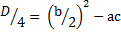 D/4 = (b/2)² − ac